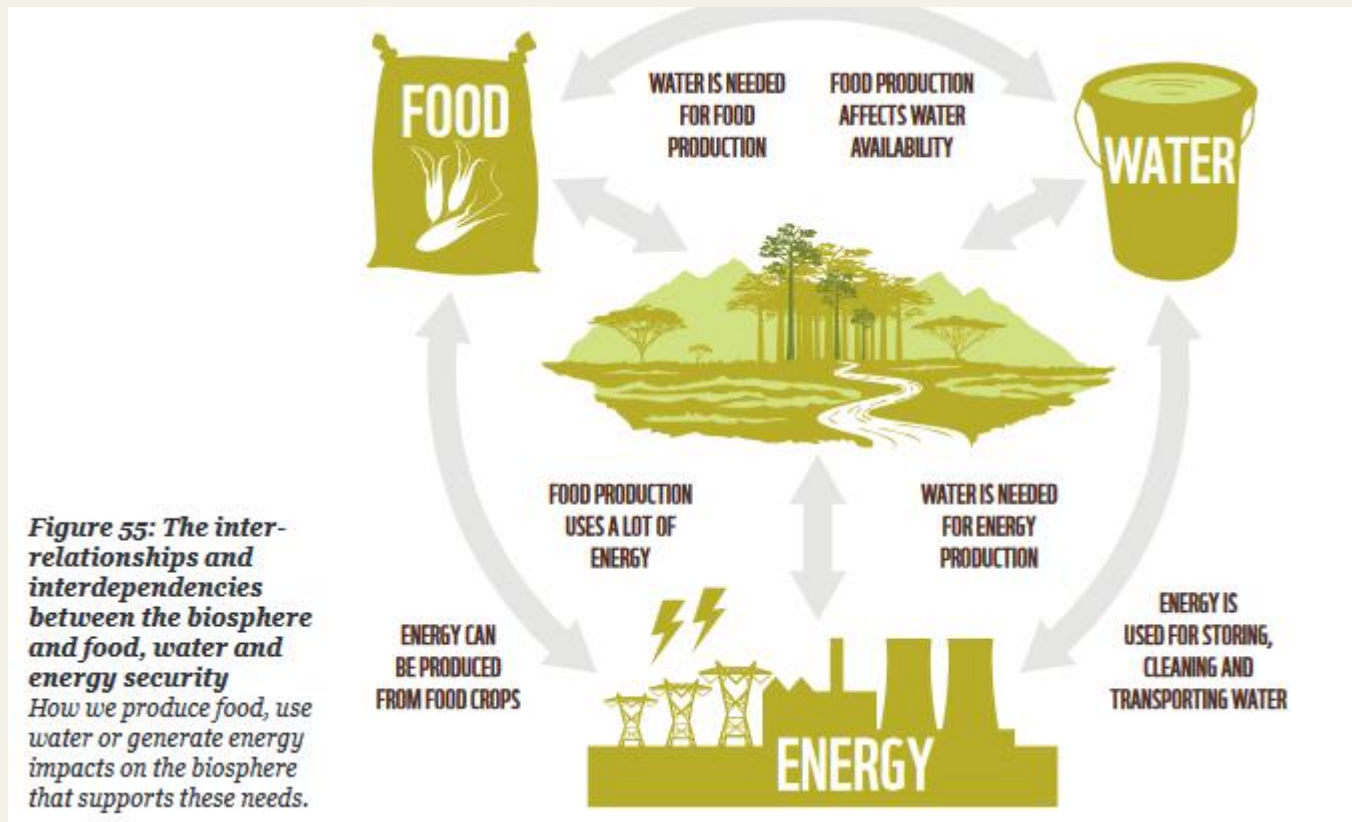 FOOD
WATER IS NEEDED
FOR FOOD
PRODUCTION
FOOD PRODUCTION
AFFECTS WATER
AVAILABILITY
WATER
FOOD PRODUCTION
USES A LOT OF
ENERGY
WATER IS NEEDED
FOR ENERGY
PRODUCTION
ENERGY CAN
BE PRODUCED
FROM FOOD CROPS
ENERGY IS
USED FOR STORING,
CLEANING AND
TRANSPORTING WATER
ENERGY
Figure 55: The inter-
relationships and
interdependencies
between the biosphere
and food, water and
energy security
How we produce food, use
water or generate energy
impacts on the biosphere
that supports these needs.